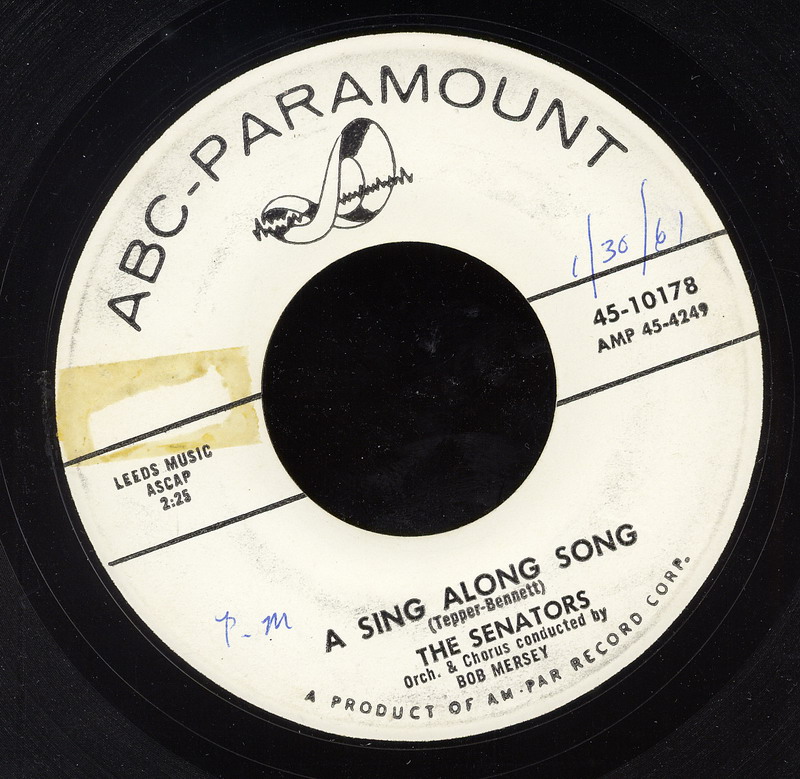 ABC-PARAMOUNT
1/30/61
45-10178
AMP 45-4249
LEEDS MUSIC
ASCAP
2:25
P. M
A SING ALONG SONG
(Tepper-Bennett)
THE SENATORS
Orch. & Chorus conducted by
BOB MERSEY
A PRODUCT OF AM-PAR RECORD CORP.